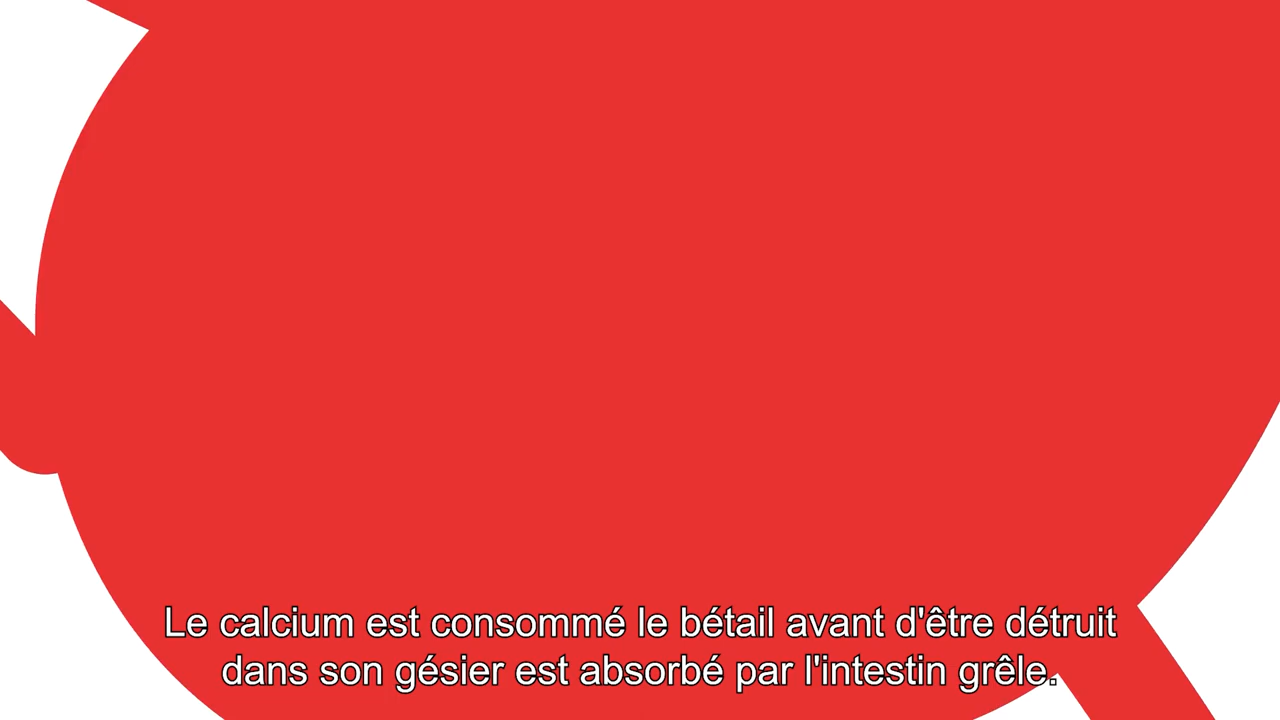 Le calcium est consommé le bétail avant d'être détruit
dans son gésier est absorbé par l'intestin grêle.